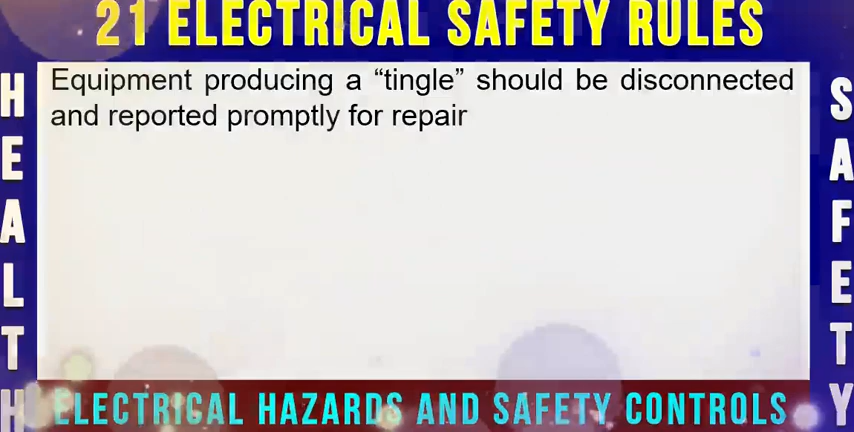 21 ELECTRICAL SAFETY RULES
Equipment producing a “tingle” should be disconnected
and reported promptly for repair
HEALTH
SAFETY
ELECTRICAL HAZARDS AND SAFETY CONTROLS